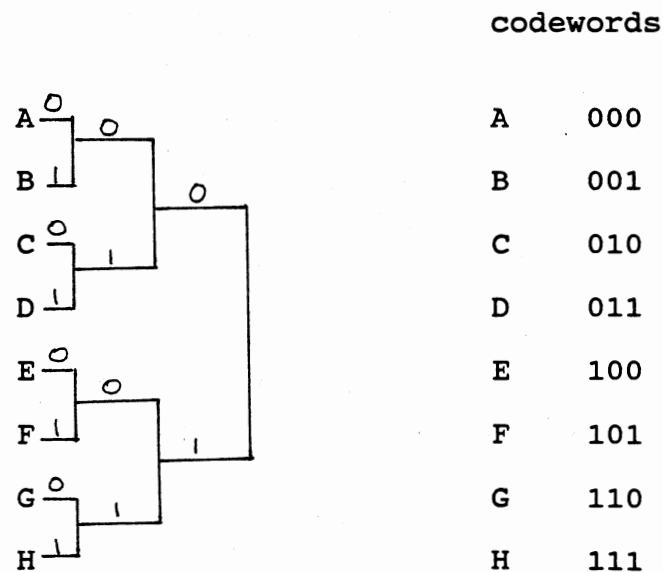 codewords
0
A 0 A 000
0
B 1 B 001
0
C 1 C 010
D 1 D 011
0
E 0 E 100
F 1 1 F 101
0
G 1 G 110
H 1 H 111